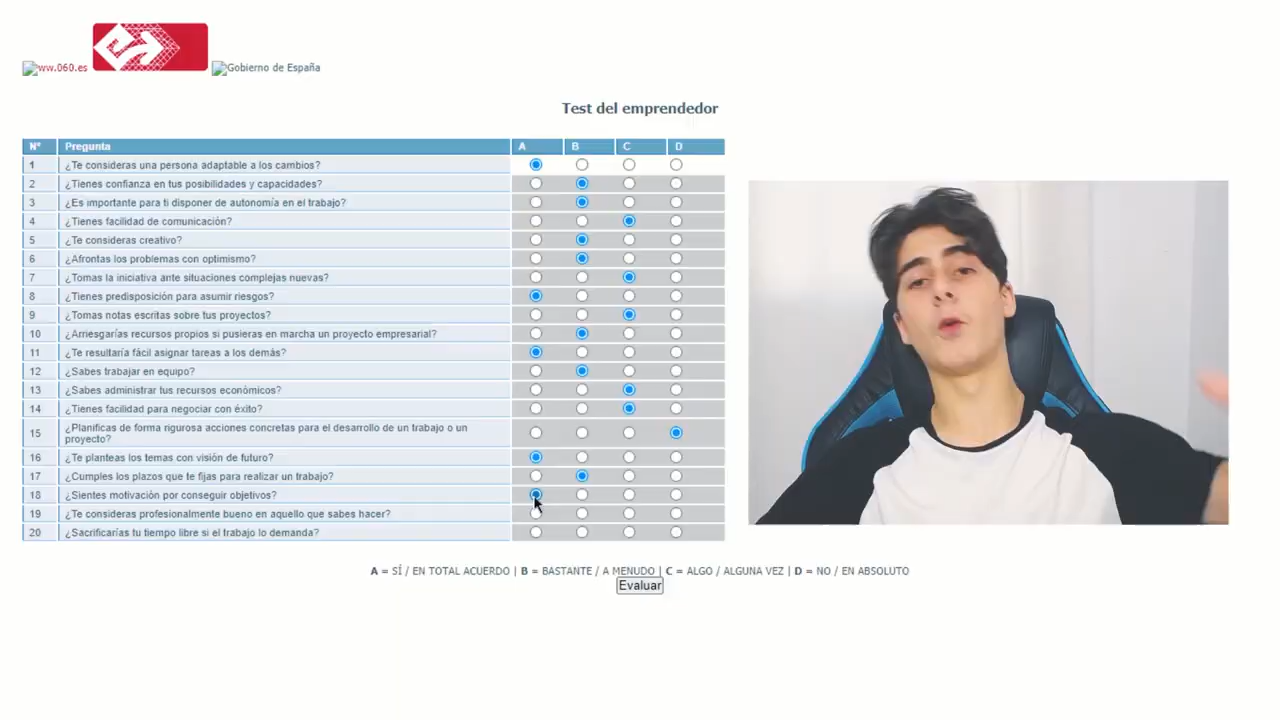 ww.060.es
Gobierno de España
Test del emprendedor
Nº Pregunta A B C D
1 ¿Te consideras una persona adaptable a los cambios?
2 ¿Tienes confianza en tus posibilidades y capacidades?
3 ¿Es importante para ti disponer de autonomía en el trabajo?
4 ¿Tienes facilidad de comunicación?
5 ¿Te consideras creativo?
6 ¿Afrontas los problemas con optimismo?
7 ¿Tomas la iniciativa ante situaciones complejas nuevas?
8 ¿Tienes predisposición para asumir riesgos?
9 ¿Tomas notas escritas sobre tus proyectos?
10 ¿Arriesgarías recursos propios si pusieras en marcha un proyecto empresarial?
11 ¿Te resultaría fácil asignar tareas a los demás?
12 ¿Sabes trabajar en equipo?
13 ¿Sabes administrar tus recursos económicos?
14 ¿Tienes facilidad para negociar con éxito?
15 ¿Planificas de forma rigurosa acciones concretas para el desarrollo de un trabajo o un
proyecto?
16 ¿Te planteas los temas con visión de futuro?
17 ¿Cumples los plazos que te fijas para realizar un trabajo?
18 ¿Sientes motivación por conseguir objetivos?
19 ¿Te consideras profesionalmente bueno en aquello que sabes hacer?
20 ¿Sacrificarías tu tiempo libre si el trabajo lo demanda?
A = SÍ / EN TOTAL ACUERDO | B = BASTANTE / A MENUDO | C = ALGO / ALGUNA VEZ | D = NO / EN ABSOLUTO
Evaluar